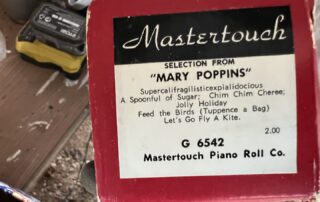 Mastertouch
SELECTION FROM
"MARY POPPINS"
Supercalifragilisticexpialidocious
A Spoonful of Sugar; Chim Chim Cheree;
Jolly Holiday
Feed the Birds (Tuppence a Bag)
Let's Go Fly A Kite.
2.00
G 6542
Mastertouch Piano Roll Co.